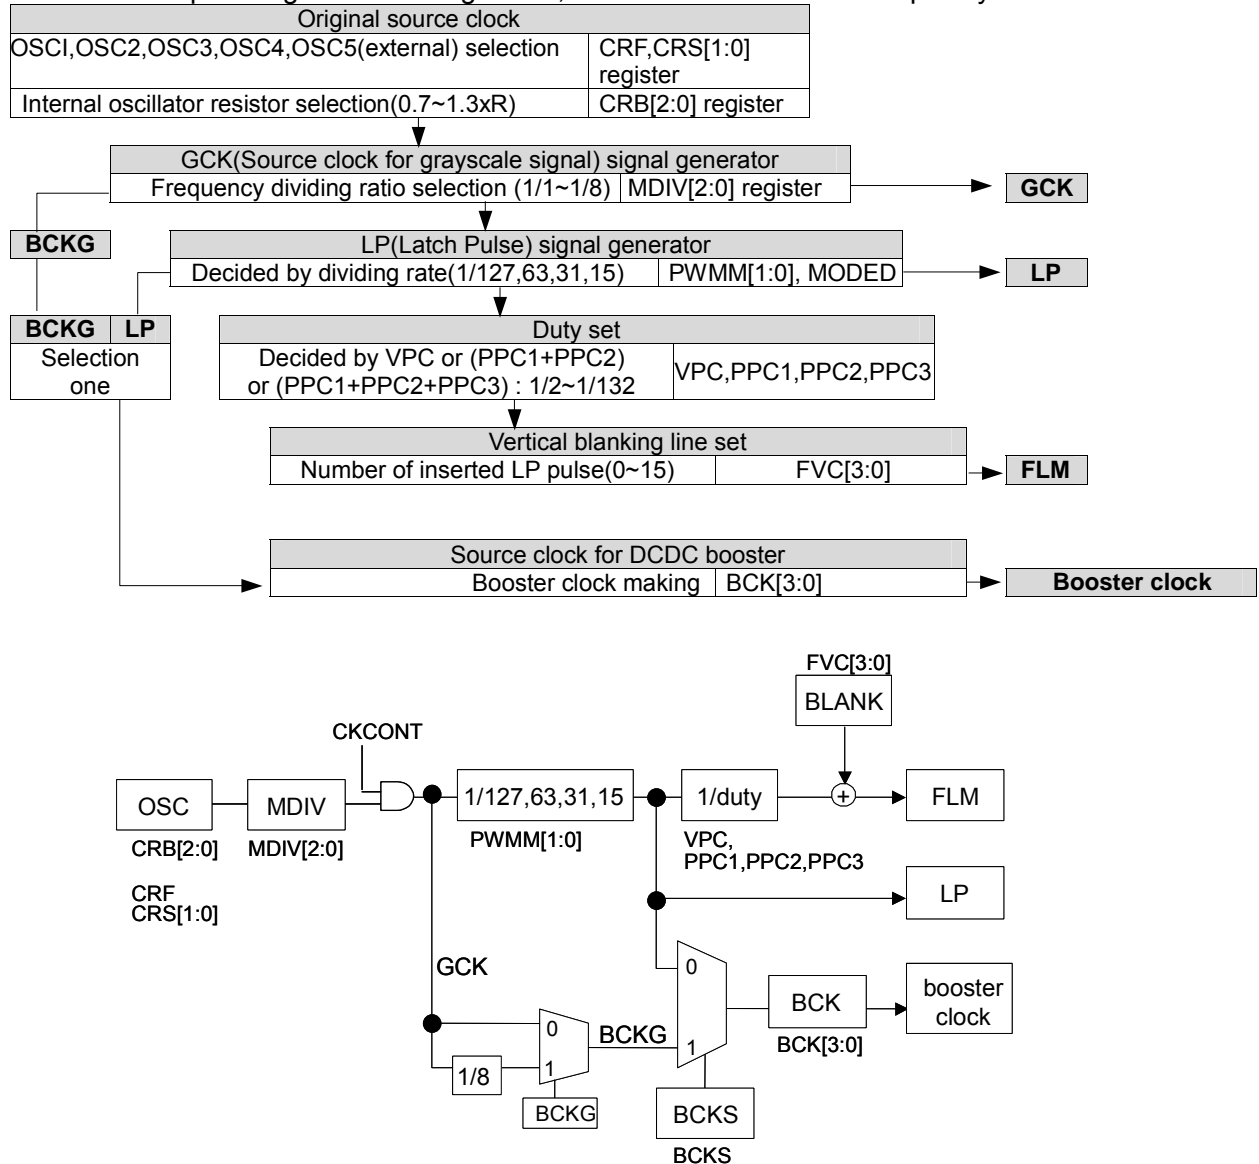 Original source clock
OSCI,OSC2,OSC3,OSC4,OSC5(external) selection
CRF,CRS[1:0]
register
Internal oscillator resistor selection(0.7~1.3xR)
CRB[2:0] register
GCK(Source clock for grayscale signal) signal generator
Frequency dividing ratio selection (1/1~1/8)
MDIV[2:0] register
GCK
BCKG
LP(Latch Pulse) signal generator
Decided by dividing rate(1/127,63,31,15)
PWMM[1:0], MODED
LP
BCKG
LP
Selection
one
Duty set
Decided by VPC or (PPC1+PPC2)
or (PPC1+PPC2+PPC3) : 1/2~1/132
VPC,PPC1,PPC2,PPC3
Vertical blanking line set
Number of inserted LP pulse(0~15)
FVC[3:0]
FLM
Source clock for DCDC booster
Booster clock making
BCK[3:0]
Booster clock
FVC[3:0]
BLANK
CKCONT
OSC
MDIV
1/127,63,31,15
1/duty
+
FLM
CRB[2:0]
MDIV[2:0]
PWMM[1:0]
VPC,
PPC1,PPC2,PPC3
CRF
CRS[1:0]
LP
GCK
0
BCK
booster
clock
0
BCKG
1
BCK[3:0]
1/8
1
BCKG
BCKS
BCKS